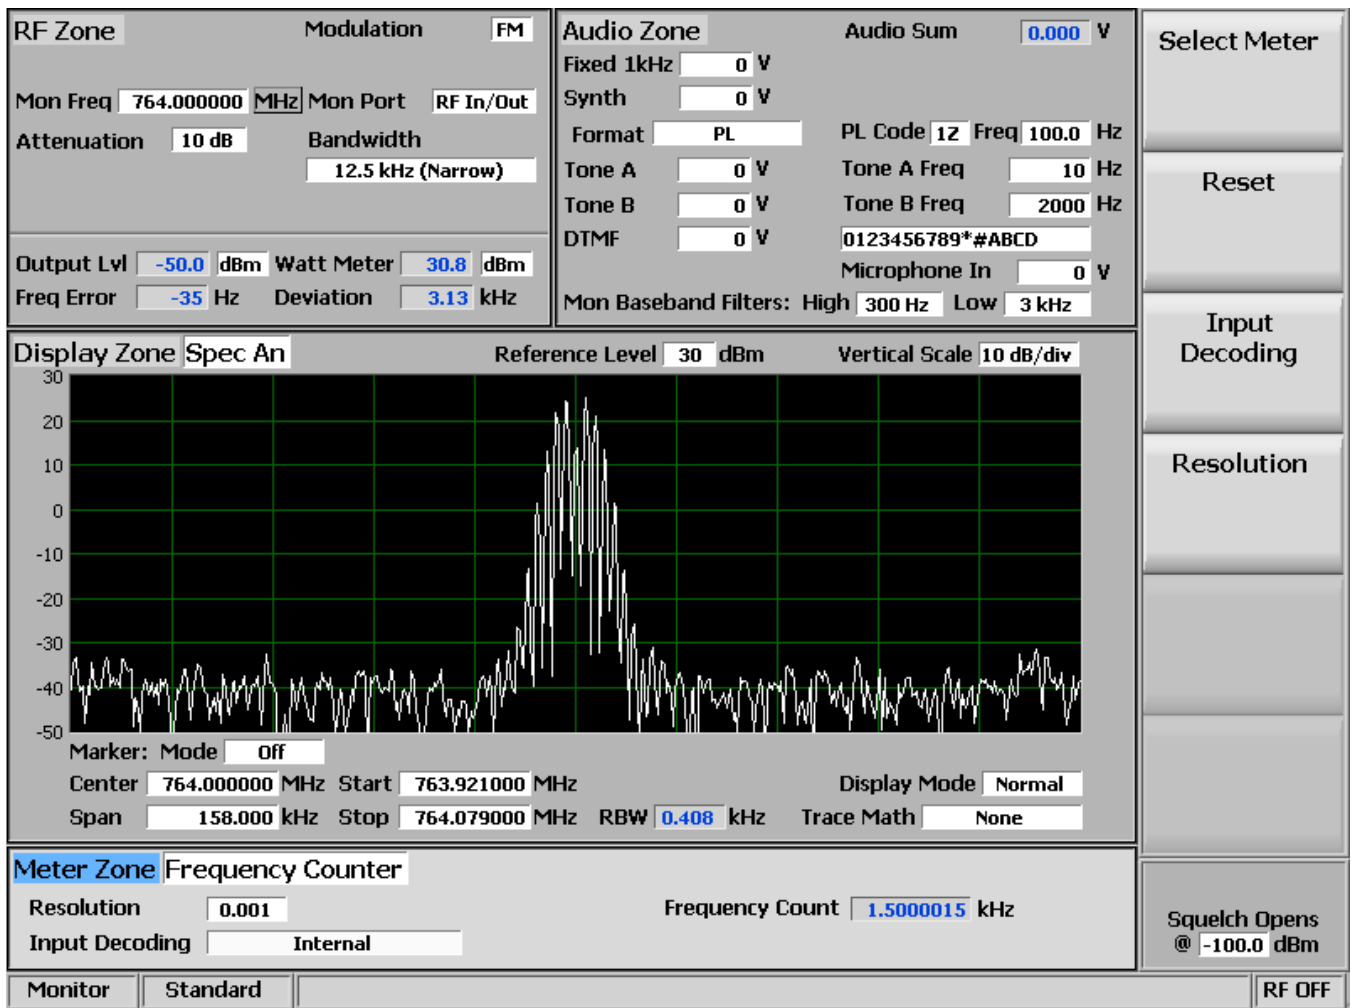 RF Zone Modulation FM
Mon Freq 764.000000 MHz Mon Port RF In/Out
Attenuation 10 dB Bandwidth
12.5 kHz (Narrow)
Output Lvl -50.0 dBm Watt Meter 30.8 dBm
Freq Error -35 Hz Deviation 3.13 kHz
Audio Zone Audio Sum 0.000 V
Fixed 1kHz 0 V
Synth 0 V
Format PL PL Code 1Z Freq 100.0 Hz
Tone A 0 V Tone A Freq 10 Hz
Tone B 0 V Tone B Freq 2000 Hz
DTMF 0 V 0123456789*#ABCD
Microphone In 0 V
Mon Baseband Filters: High 300 Hz Low 3 kHz
Display Zone Spec An Reference Level 30 dBm Vertical Scale 10 dB/div
30
20
10
0
-10
-20
-30
-40
-50
Marker: Mode Off
Center 764.000000 MHz Start 763.921000 MHz Display Mode Normal
Span 158.000 kHz Stop 764.079000 MHz RBW 0.408 kHz Trace Math None
Meter Zone Frequency Counter
Resolution 0.001 Frequency Count 1.5000015 kHz
Input Decoding Internal
Select Meter
Reset
Input
Decoding
Resolution
Squelch Opens
@ -100.0 dBm
Monitor Standard RF OFF